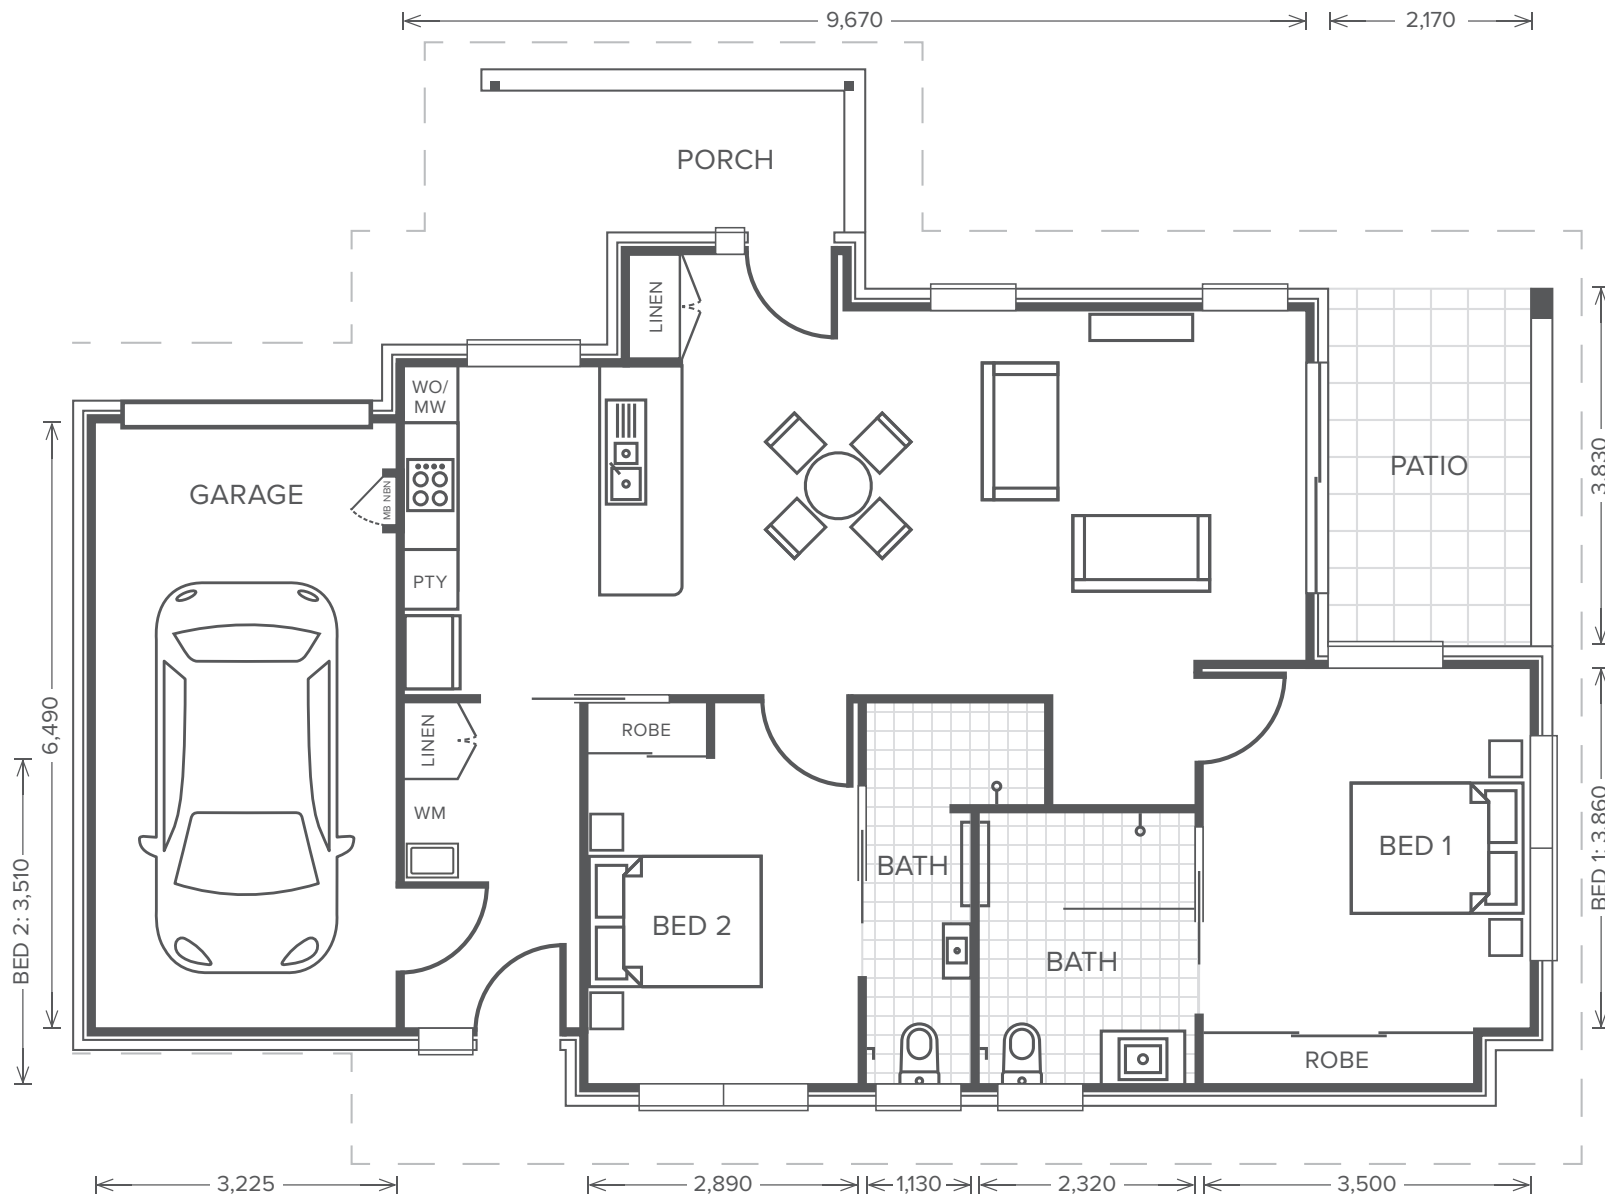 9,670
2,170
PORCH
LINEN
WO/
MW
GARAGE
MB NBN
PATIO
3,830
PTY
6,490
LINEN
ROBE
WM
BED 2: 3,510
BATH
BED 1
BED 1: 3,860
BED 2
BATH
ROBE
3,225
2,890
1,130
2,320
3,500